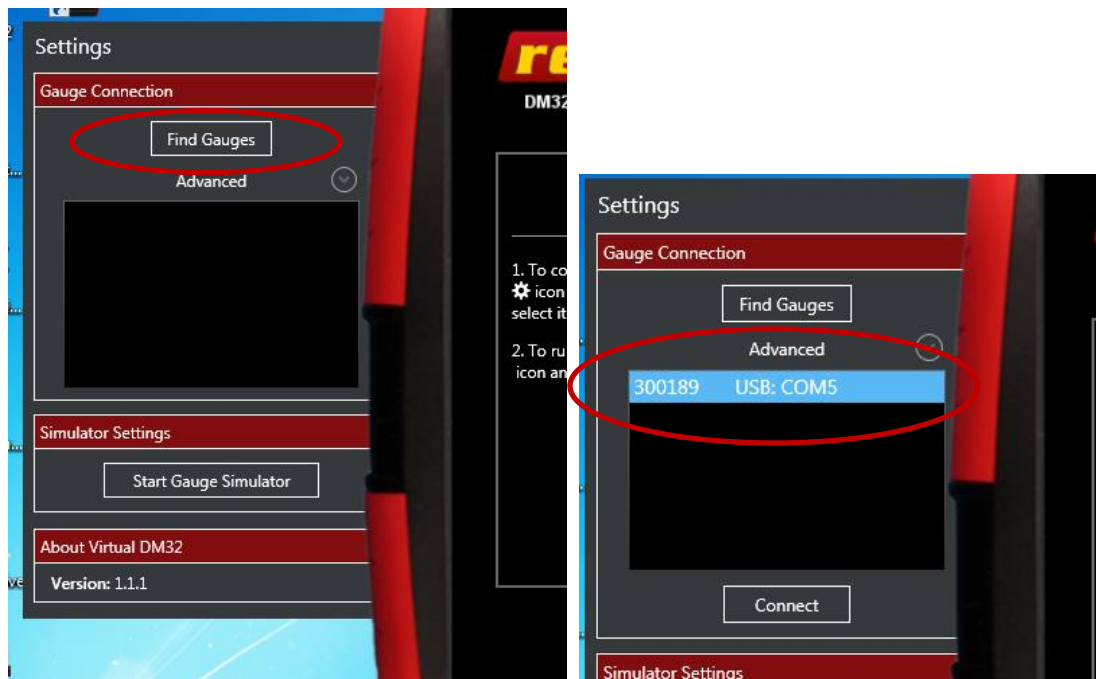 Settings
Gauge Connection
Find Gauges
Advanced
Simulator Settings
Start Gauge Simulator
About Virtual DM32
Version: 1.1.1
re
DM32
1. To co
icon
select it
2. To ru
icon an
Settings
Gauge Connection
Find Gauges
Advanced
300189 USB: COM5
Connect
Simulator Settings